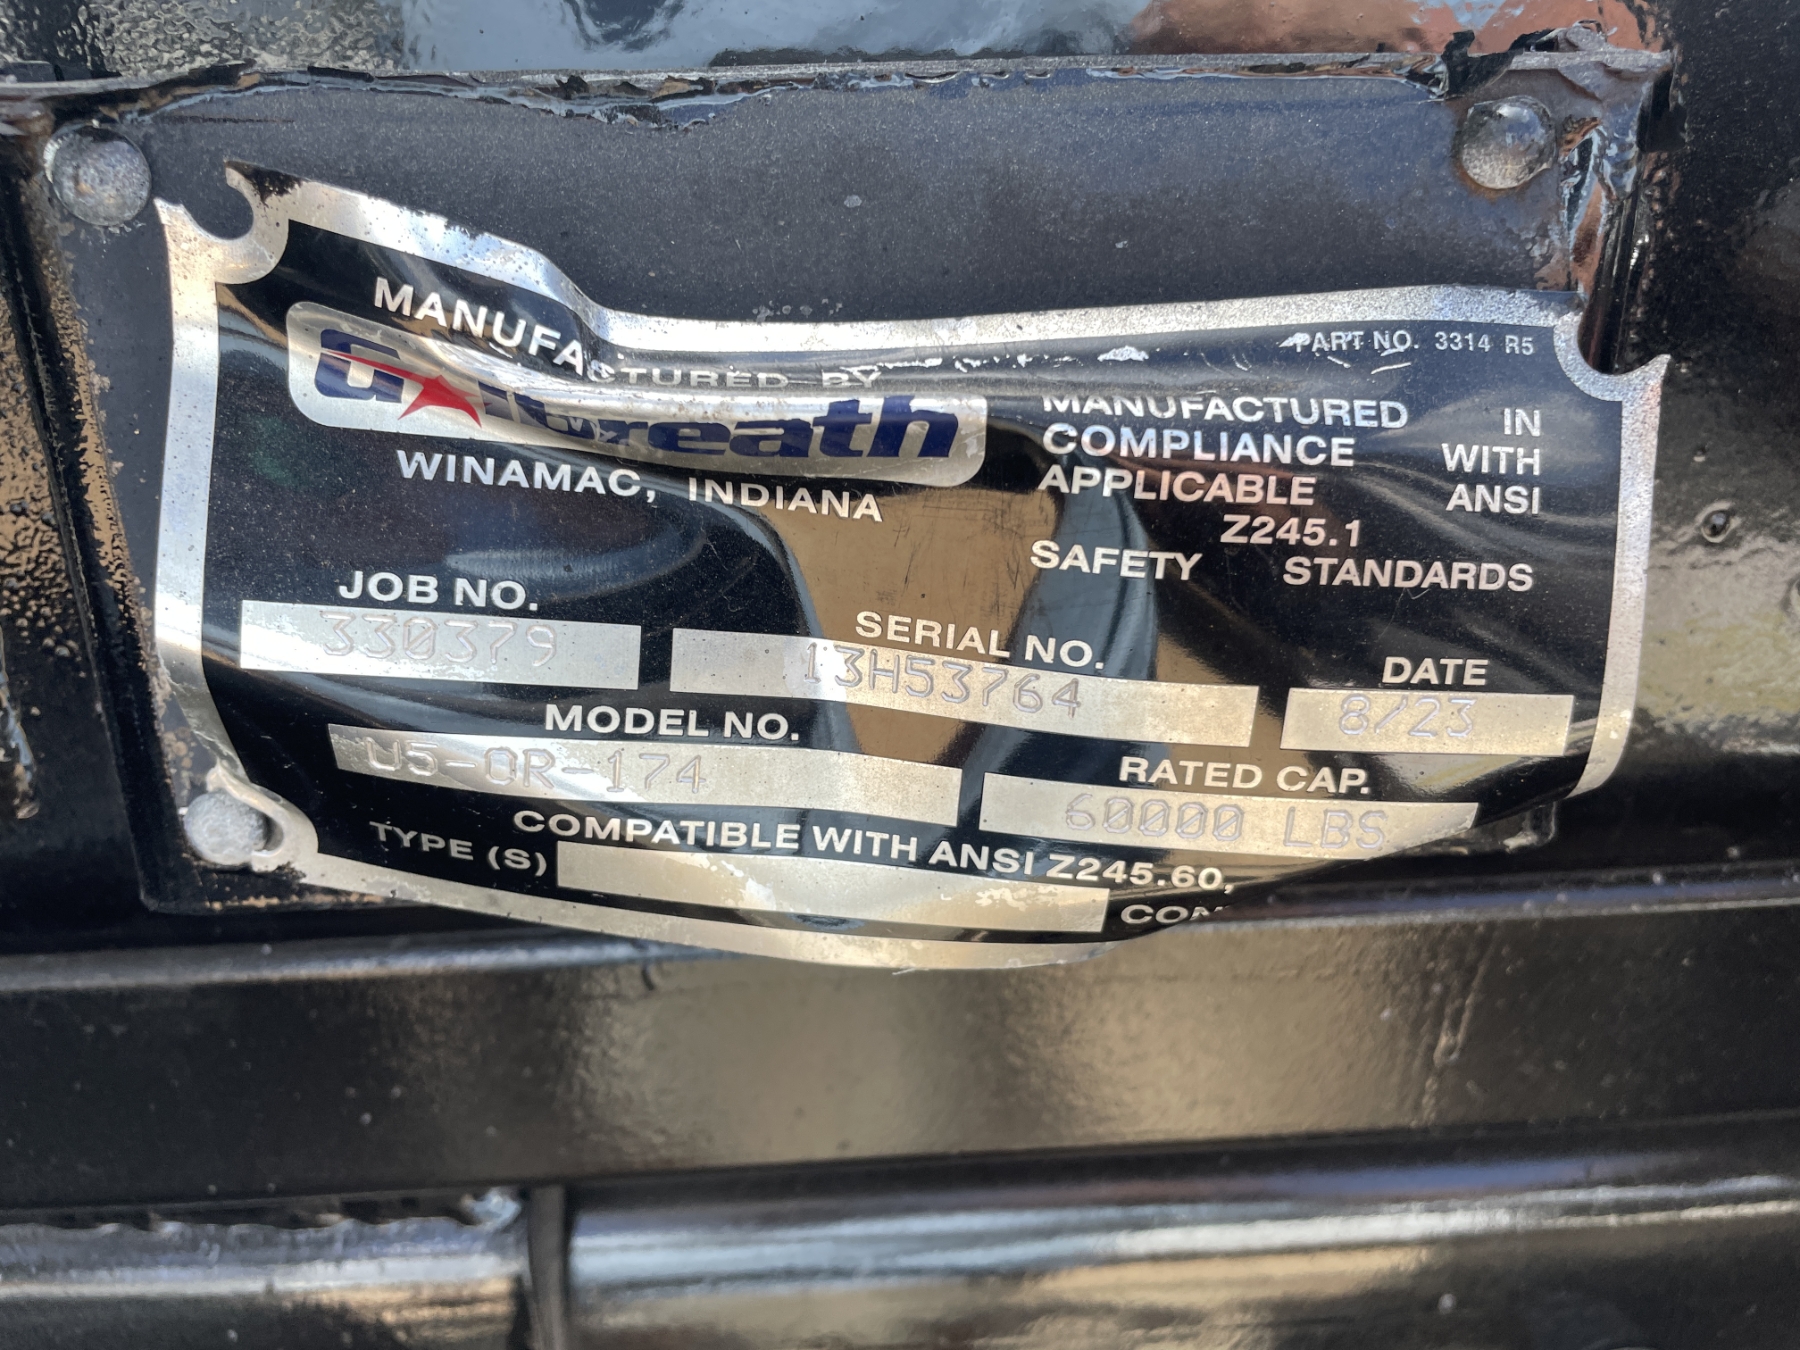 MANUFACTURED BY
Galbreath
WINAMAC, INDIANA
PART NO. 3314 R5
MANUFACTURED IN
COMPLIANCE WITH
APPLICABLE ANSI
Z245.1
SAFETY STANDARDS
JOB NO.
330379
SERIAL NO.
13H53764
DATE
8/23
MODEL NO.
U5-OR-174
RATED CAP.
60000 LBS
COMPATIBLE WITH ANSI Z245.60,
TYPE (S)